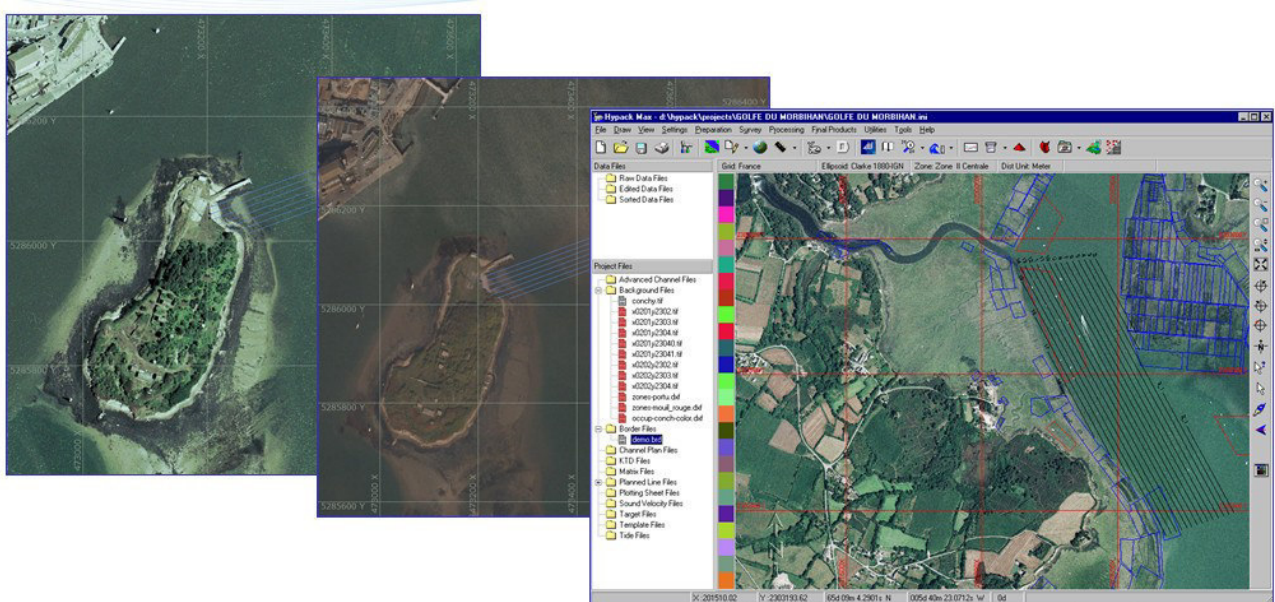 473200 X
473400 X
473600 X
5286000 Y
5286400 Y
473200 X
473400 X
5286200 Y
5286000 Y
5285800 Y
5285600 Y
Hypack Max - d:\hypack\projects\GOLFE DU MORBIHAN\GOLFE DU MORBIHAN.ini
File Draw View Settings Preparation Survey Processing Final Products Utilities Tools Help
Data Files
Raw Data Files
Edited Data Files
Sorted Data Files
Grid: France Ellipsoid: Clarke 1880-IGN Zone: Zone II Centrale Dist Unit: Meter
Project Files
Advanced Channel Files
Background Files
conchy.tif
x0201y2302.tif
x0201y2303.tif
x0201y2304.tif
x0201y23040.tif
x0201y23041.tif
x0202y2302.tif
x0202y2303.tif
x0202y2304.tif
zones-portu.dxf
zones-mouil_rouge.dxf
occup-conch-color.dxf
Border Files
demo.brd
Channel Plan Files
KTD Files
Matrix Files
Planned Line Files
Plotting Sheet Files
Sound Velocity Files
Target Files
Template Files
Tide Files
X :201510.02 Y :2303193.62 65d 09m 4.2901s N 005d 40m 23.0712s W 0d